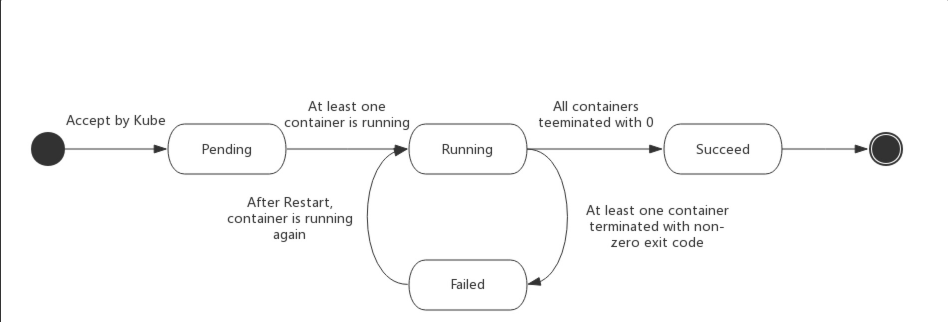 At least one
container is running
All containers
teeminated with 0
Accept by Kube
Pending
Running
Succeed
After Restart,
container is running
again
At least one container
terminated with non-
zero exit code
Failed